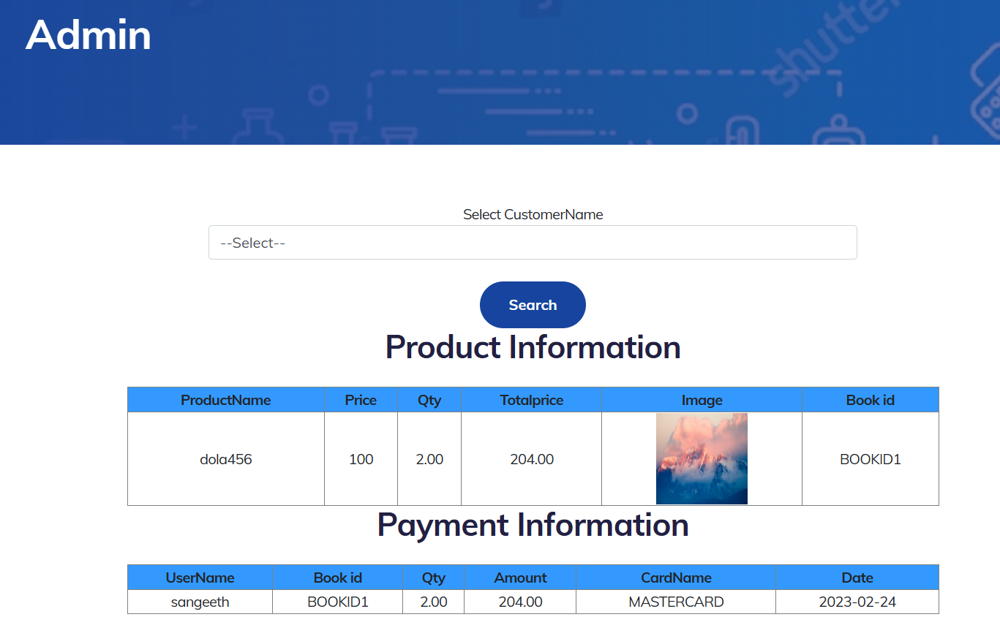 Admin
shutter
Select CustomerName
--Select--
Search
Product Information
ProductName Price Qty Totalprice Image Book id
dola456 100 2.00 204.00 BOOKID1
Payment Information
UserName Book id Qty Amount CardName Date
sangeeth BOOKID1 2.00 204.00 MASTERCARD 2023-02-24